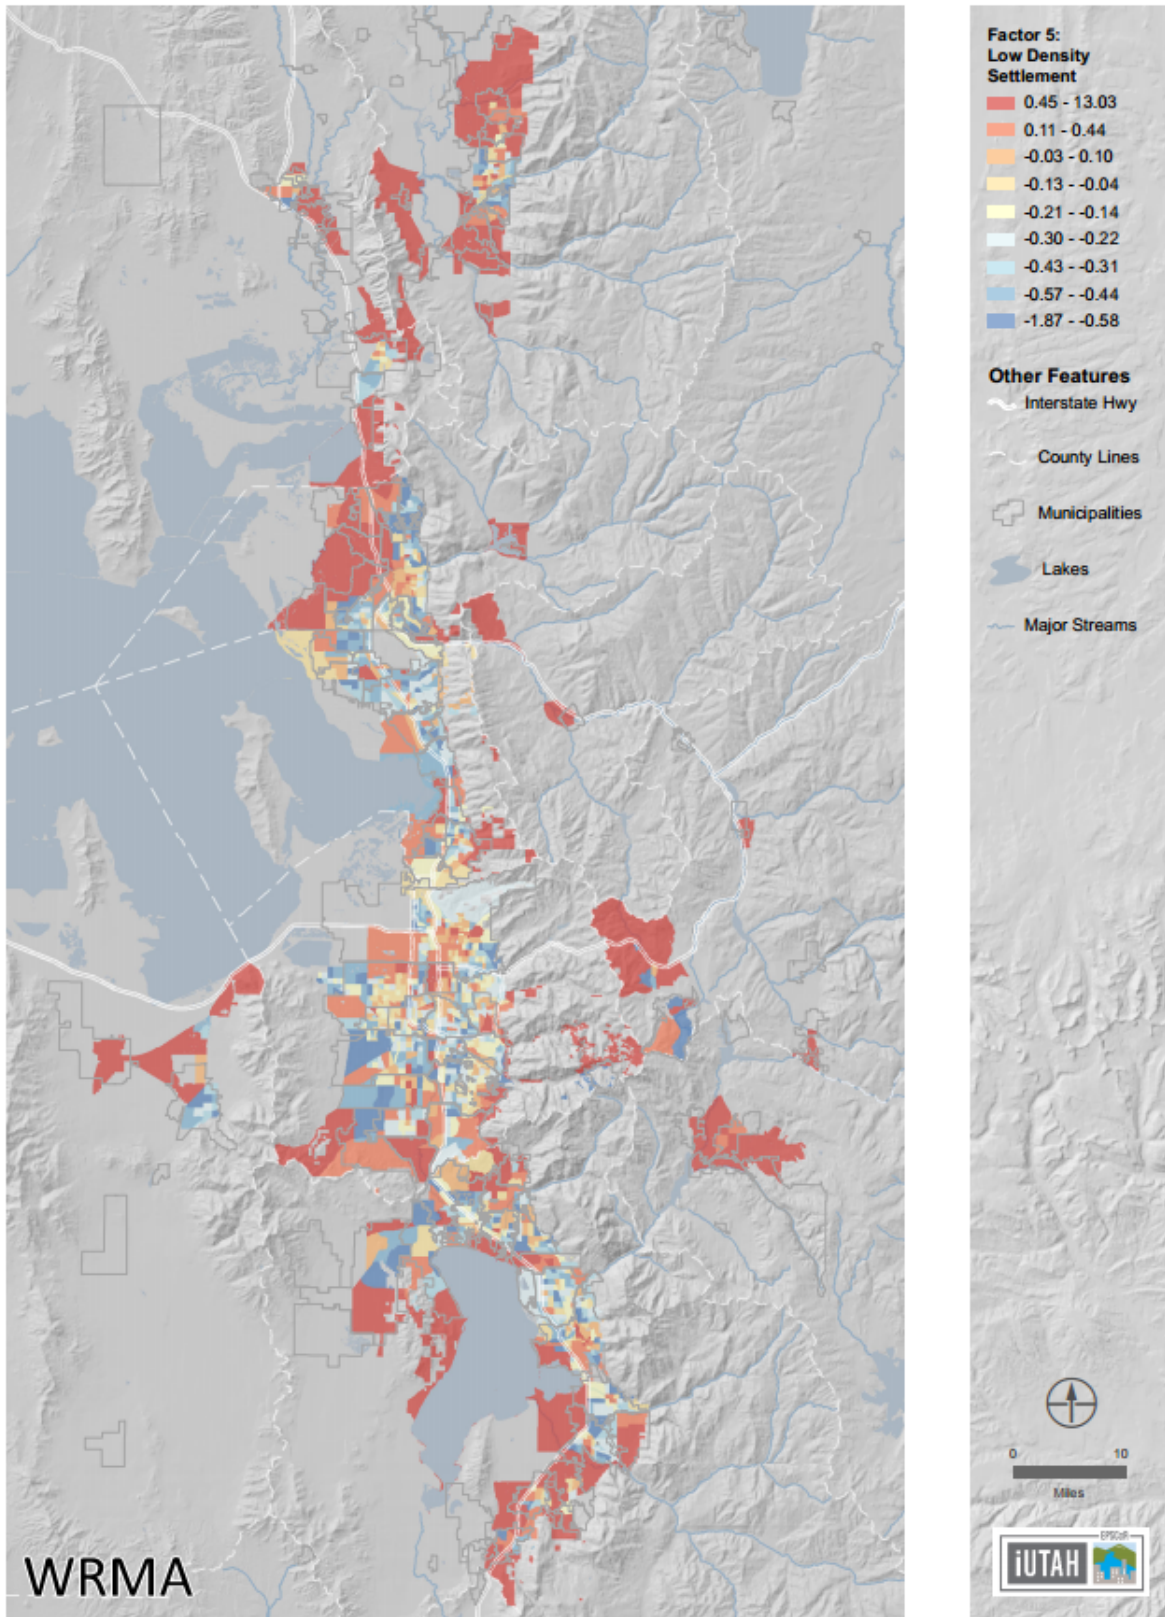 Factor 5:
Low Density
Settlement
0.45 - 13.03
0.11 - 0.44
-0.03 - 0.10
-0.13 - -0.04
-0.21 - -0.14
-0.30 - -0.22
-0.43 - -0.31
-0.57 - -0.44
-1.87 - -0.58
Other Features
Interstate Hwy
County Lines
Municipalities
Lakes
Major Streams
0 10
Miles
EPSCoR
iUTAH
WRMA